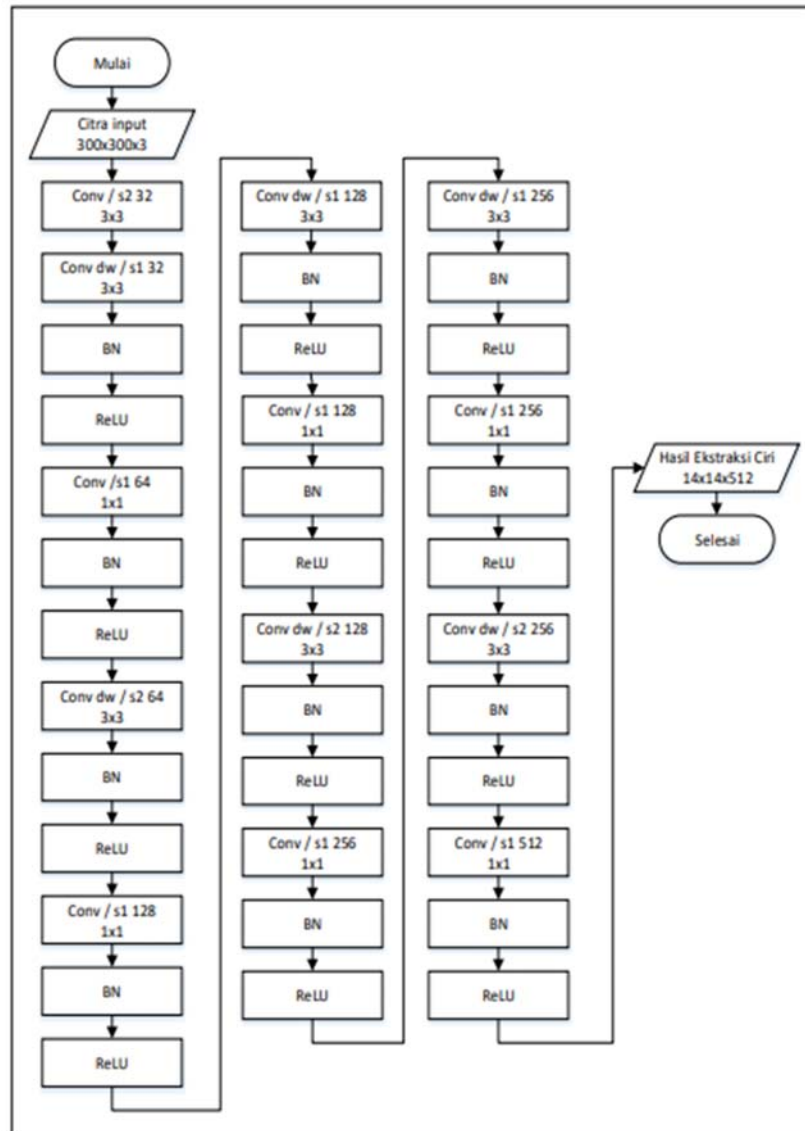 Mulai
Citra input
300x300x3
Conv / s2 32
3x3
Conv dw / s1 32
3x3
BN
ReLU
Conv /s1 64
1x1
BN
ReLU
Conv dw / s2 64
3x3
BN
ReLU
Conv / s1 128
1x1
BN
ReLU
Conv dw / s1 128
3x3
BN
ReLU
Conv / s1 128
1x1
BN
ReLU
Conv dw / s2 128
3x3
BN
ReLU
Conv / s1 256
1x1
BN
ReLU
Conv dw / s1 256
3x3
BN
ReLU
Conv / s1 256
1x1
BN
ReLU
Conv dw / s2 256
3x3
BN
ReLU
Conv / s1 512
1x1
BN
ReLU
Hasil Ekstraksi Ciri
14x14x512
Selesai